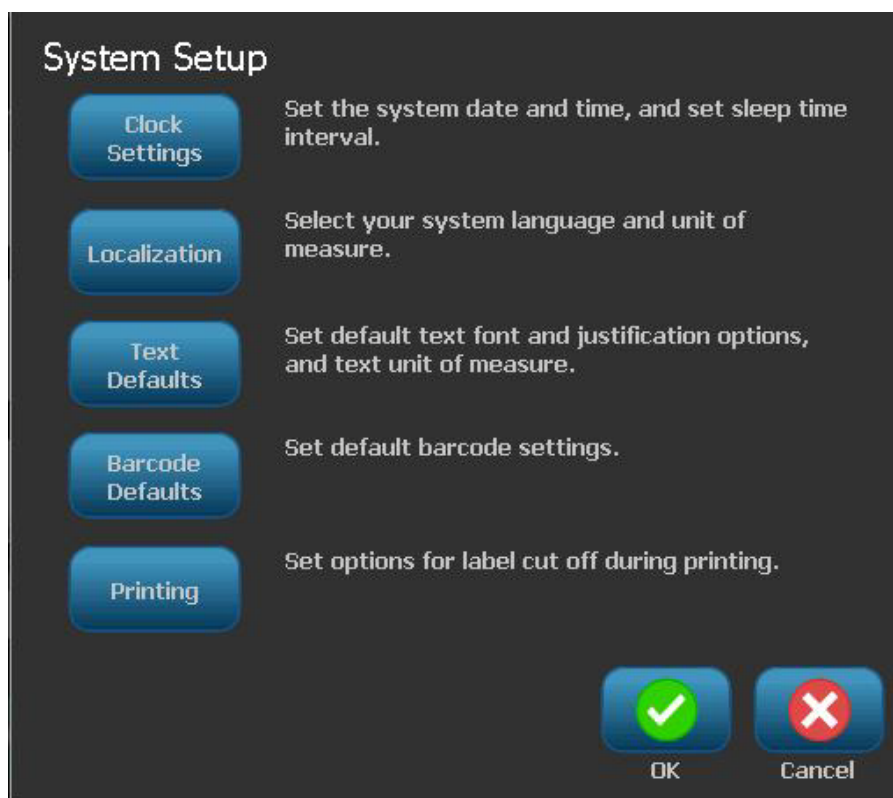 System Setup
Clock
Settings
Set the system date and time, and set sleep time
interval.
Localization
Select your system language and unit of
measure.
Text
Defaults
Set default text font and justification options,
and text unit of measure.
Barcode
Defaults
Set default barcode settings.
Printing
Set options for label cut off during printing.
OK
Cancel